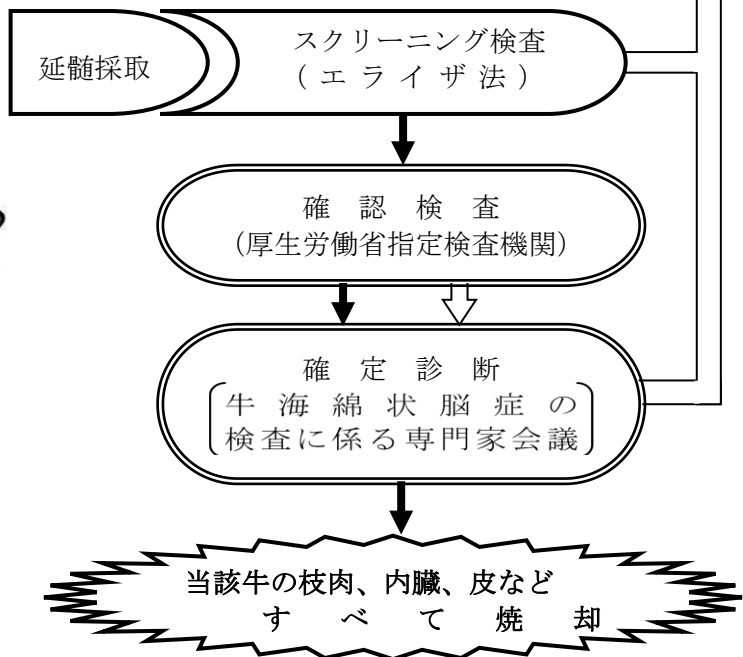 延髄採取
スクリーニング検査
(エライザ法)
確認検査
(厚生労働省指定検査機関)
確定診断
牛海綿状脳症の
検査に係る専門家会議
当該牛の枝肉、内臓、皮など
すべて焼却